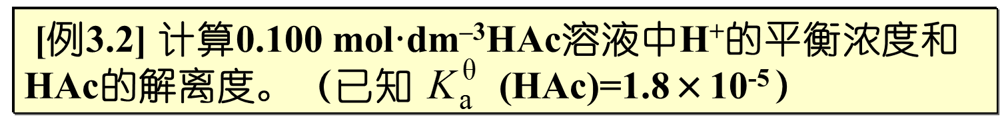 [例3.2] 计算0.100 mol·dm⁻³HAc溶液中H⁺的平衡浓度和
HAc的解离度。（已知 Kₐᶿ (HAc)=1.8×10⁻⁵）